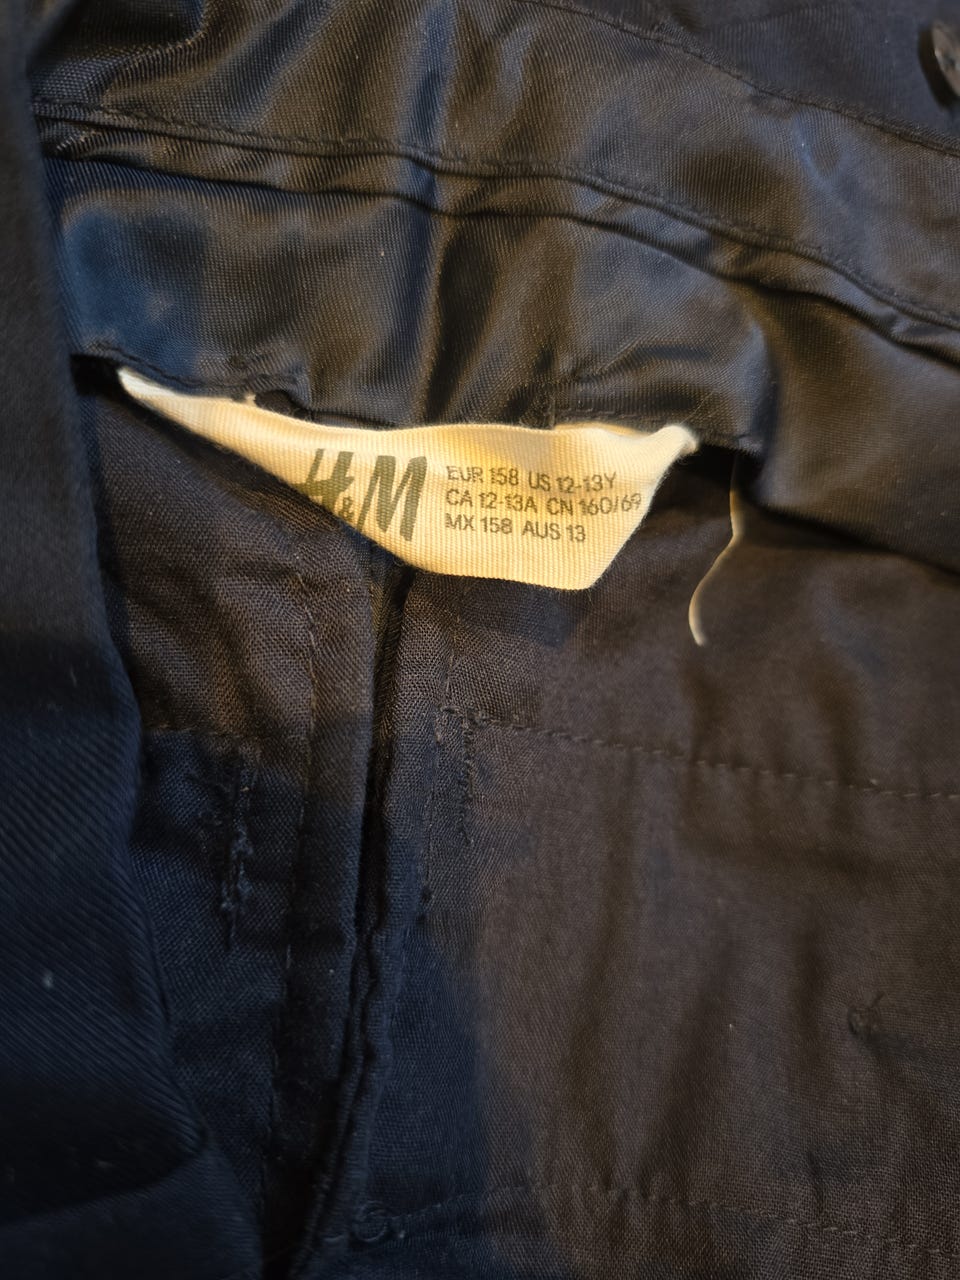 H&M
EUR 158 US 12-13Y
CA 12-13A CN 160/69
MX 158 AUS 13